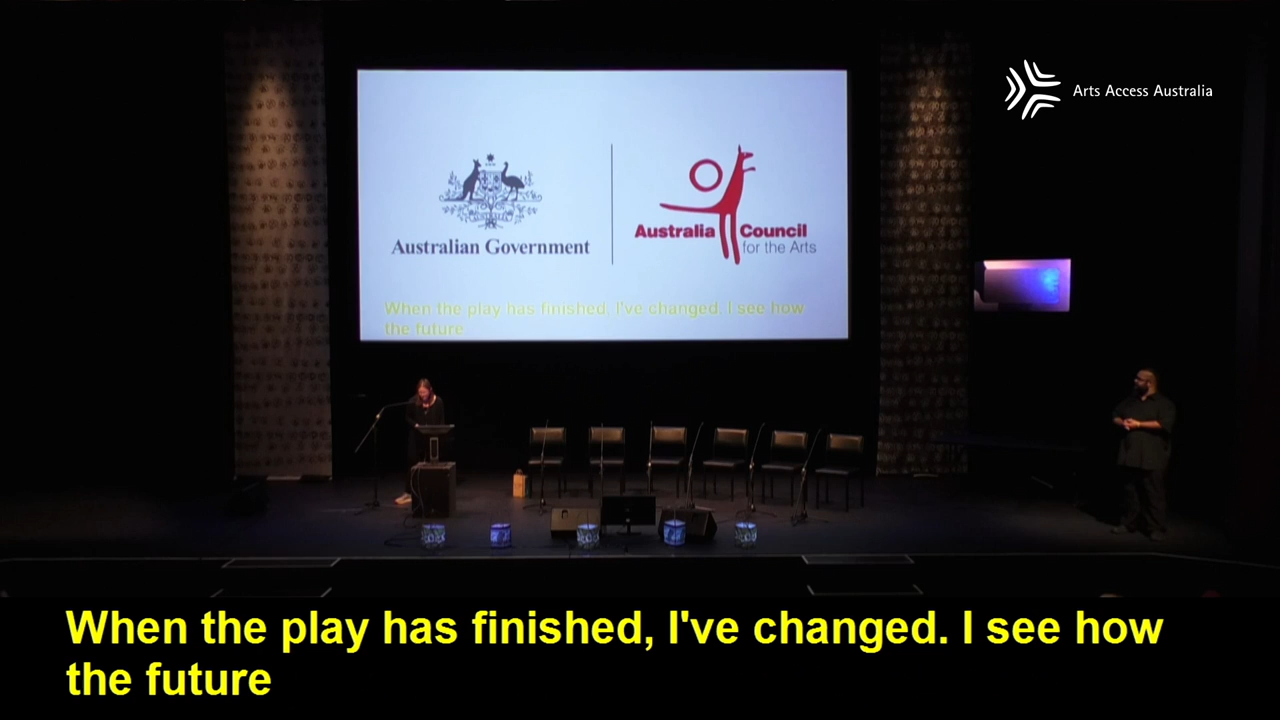 Arts Access Australia
Australian Government
Australia Council
for the Arts
When the play has finished, I've changed. I see how
the future
When the play has finished, I've changed. I see how
the future